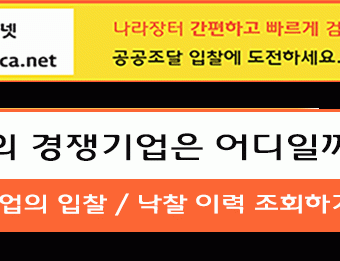 넷
ca.net
나라장터 간편하고 빠르게 검
공공조달 입찰에 도전하세요.
의 경쟁기업은 어디일까
업의 입찰 / 낙찰 이력 조회하기